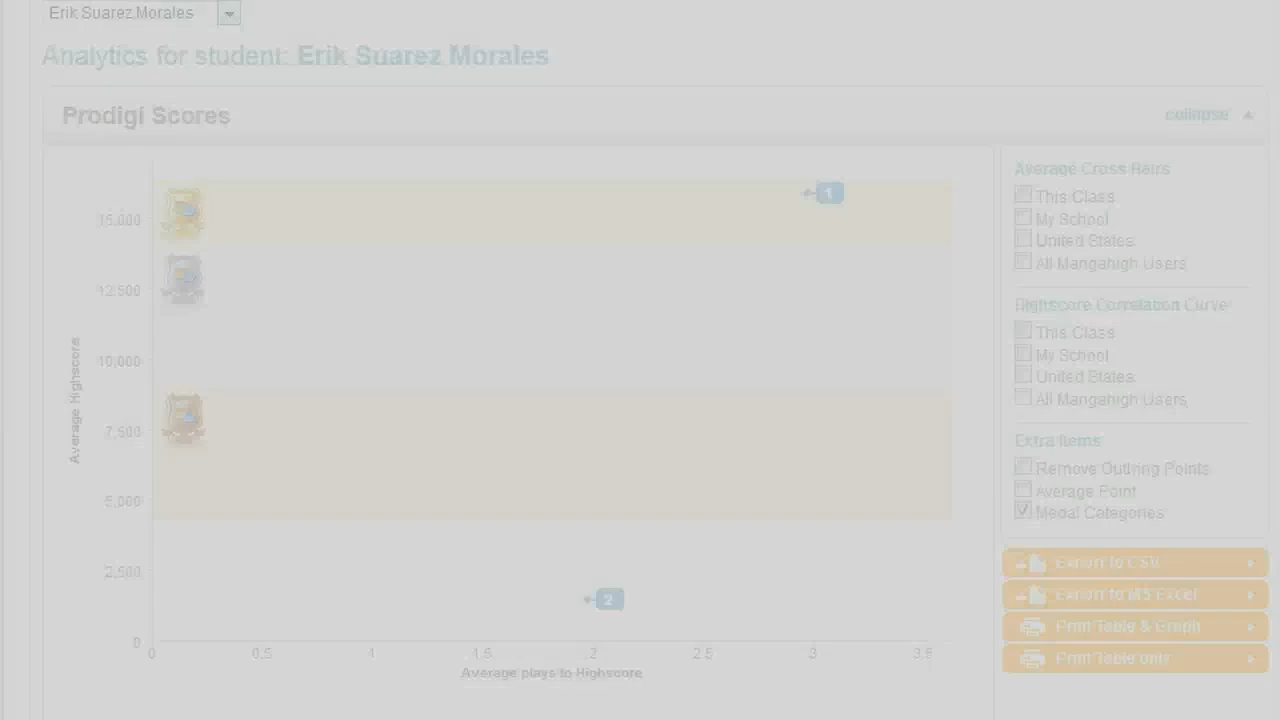 Erik Suarez Morales
Analytics for student: Erik Suarez Morales
Prodigi Scores
collapse
Average Cross Hairs
This Class
My School
United States
All Mangahigh Users
Highscore Correlation Curve
This Class
My School
United States
All Mangahigh Users
Extra Items
Remove Outlying Points
Average Point
Medal Categories
Export to CSV
Export to MS Excel
Print Table & Graph
Print Table only
Average Highscore
15,000
12,500
10,000
7,500
5,000
2,500
0
1
2
0 0.5 1 1.5 2 2.5 3 3.5
Average plays to Highscore